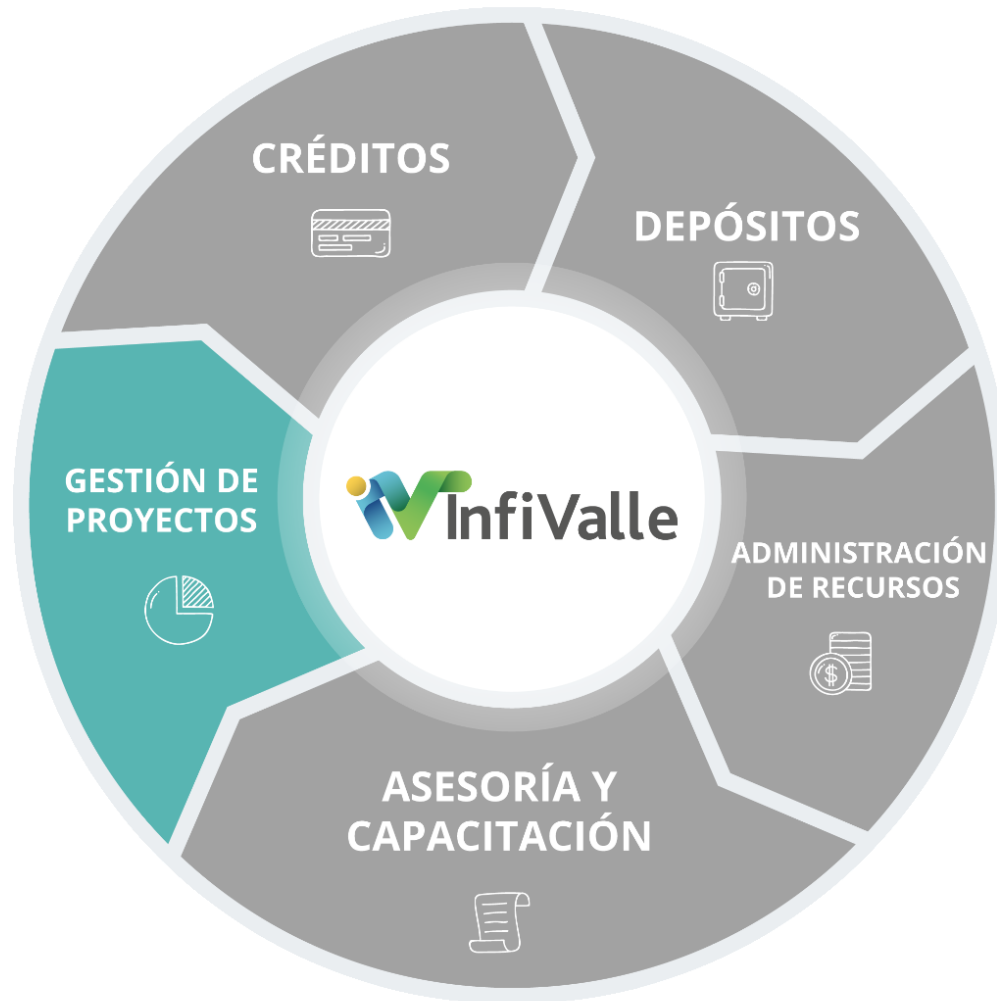 CRÉDITOS
DEPÓSITOS
GESTIÓN DE
PROYECTOS
InfiValle
ADMINISTRACIÓN
DE RECURSOS
$
ASESORÍA Y
CAPACITACIÓN